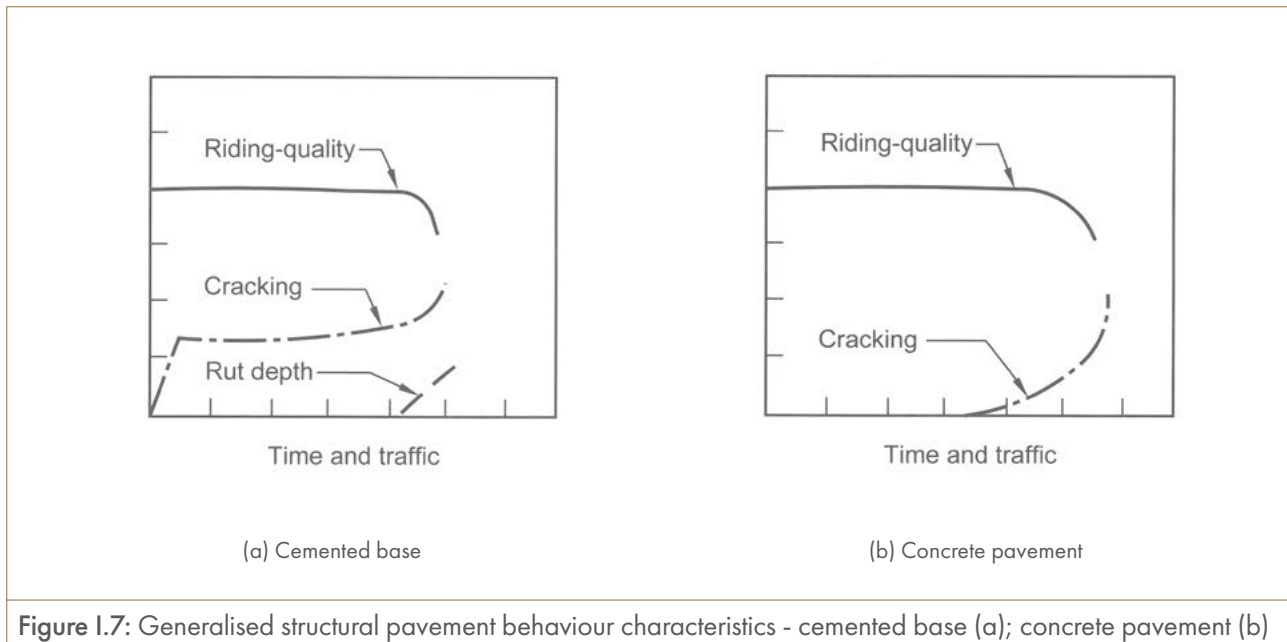 Riding-quality
Cracking
Rut depth
Time and traffic
(a) Cemented base
Riding-quality
Cracking
Time and traffic
(b) Concrete pavement
Figure I.7: Generalised structural pavement behaviour characteristics - cemented base (a); concrete pavement (b)